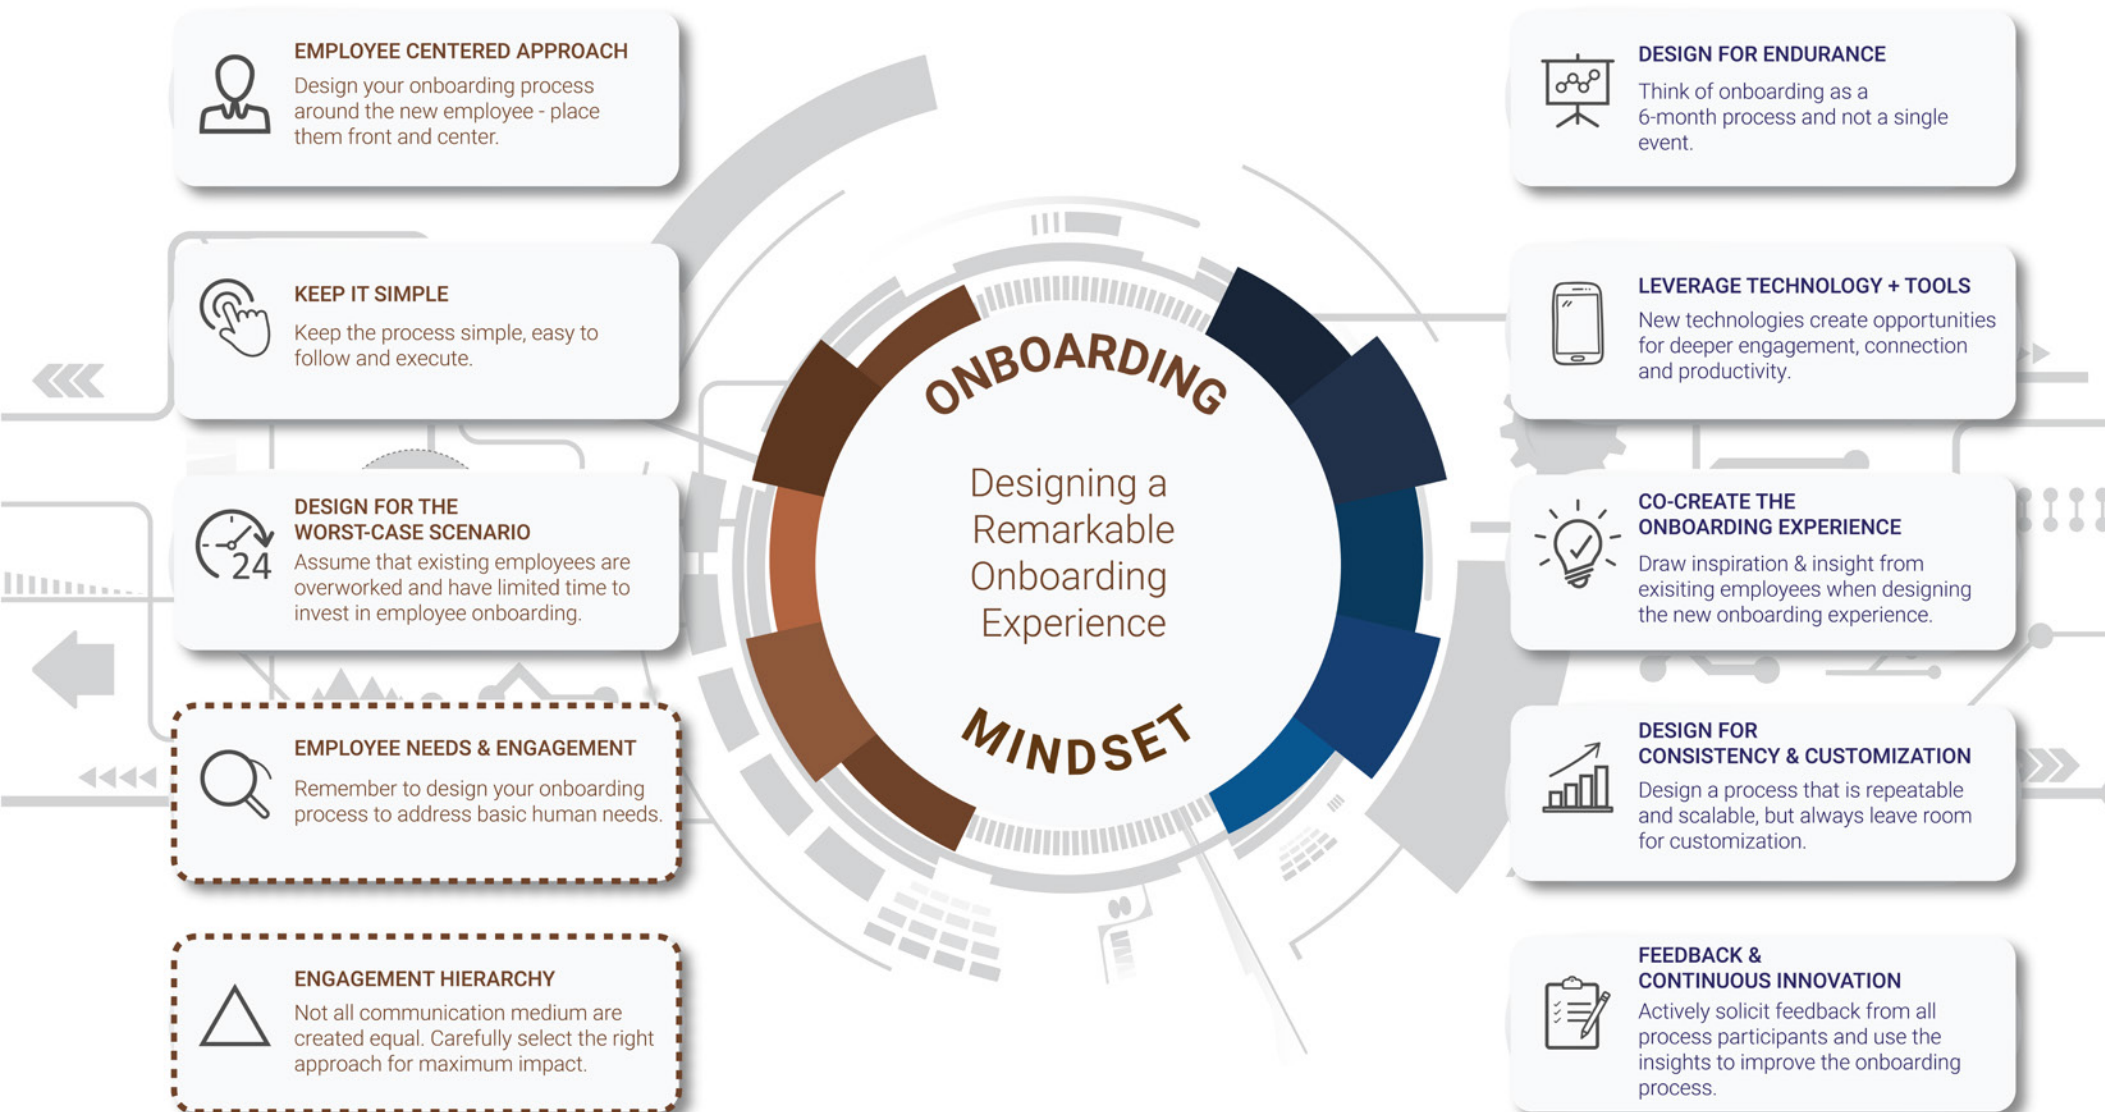 EMPLOYEE CENTERED APPROACH
Design your onboarding process
around the new employee - place
them front and center.
KEEP IT SIMPLE
Keep the process simple, easy to
follow and execute.
DESIGN FOR THE
WORST-CASE SCENARIO
Assume that existing employees are
overworked and have limited time to
invest in employee onboarding.
24
EMPLOYEE NEEDS & ENGAGEMENT
Remember to design your onboarding
process to address basic human needs.
ENGAGEMENT HIERARCHY
Not all communication medium are
created equal. Carefully select the right
approach for maximum impact.
ONBOARDING
Designing a
Remarkable
Onboarding
Experience
MINDSET
DESIGN FOR ENDURANCE
Think of onboarding as a
6-month process and not a single
event.
LEVERAGE TECHNOLOGY + TOOLS
New technologies create opportunities
for deeper engagement, connection
and productivity.
CO-CREATE THE
ONBOARDING EXPERIENCE
Draw inspiration & insight from
exisiting employees when designing
the new onboarding experience.
DESIGN FOR
CONSISTENCY & CUSTOMIZATION
Design a process that is repeatable
and scalable, but always leave room
for customization.
FEEDBACK &
CONTINUOUS INNOVATION
Actively solicit feedback from all
process participants and use the
insights to improve the onboarding
process.